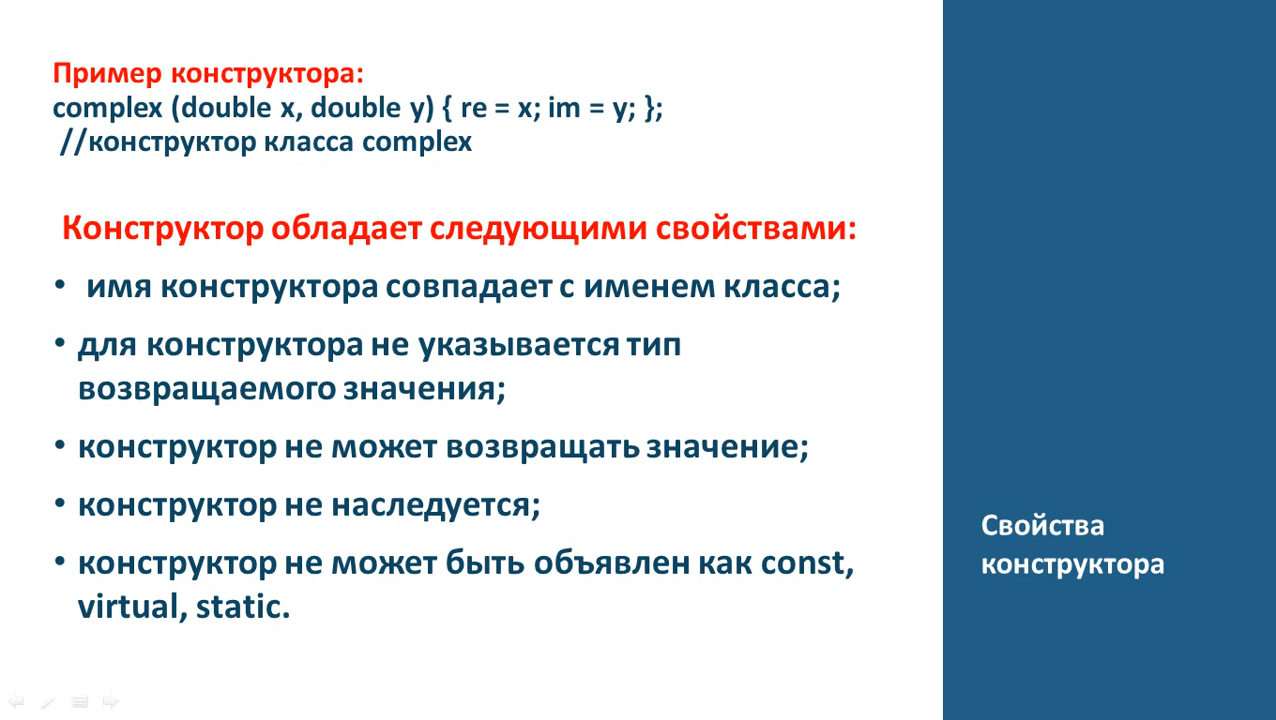 Пример конструктора:
complex (double x, double y) { re = x; im = y; };
//конструктор класса complex
Конструктор обладает следующими свойствами:
• имя конструктора совпадает с именем класса;
• для конструктора не указывается тип
возвращаемого значения;
• конструктор не может возвращать значение;
• конструктор не наследуется;
• конструктор не может быть объявлен как const,
virtual, static.
Свойства
конструктора